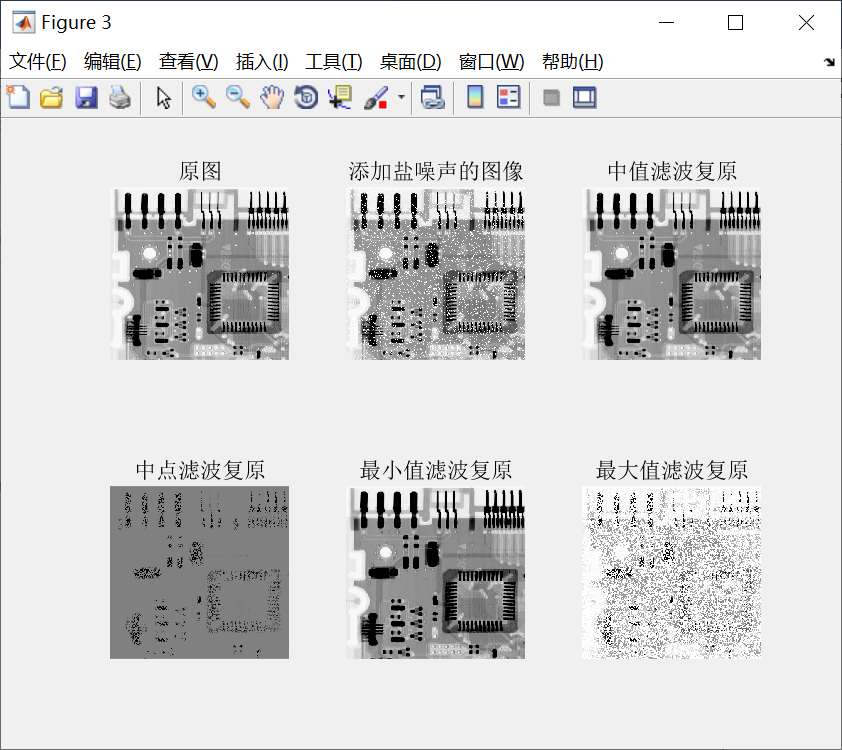 Figure 3
文件(F) 编辑(E) 查看(V) 插入(I) 工具(T) 桌面(D) 窗口(W) 帮助(H)
原图 添加盐噪声的图像 中值滤波复原
中点滤波复原 最小值滤波复原 最大值滤波复原